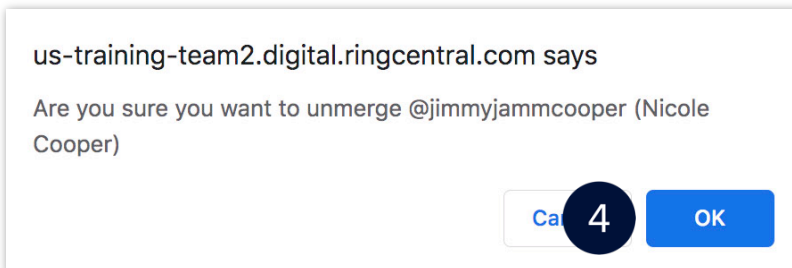 us-training-team2.digital.ringcentral.com says
Are you sure you want to unmerge @jimmyjammcooper (Nicole
Cooper)
4 OK